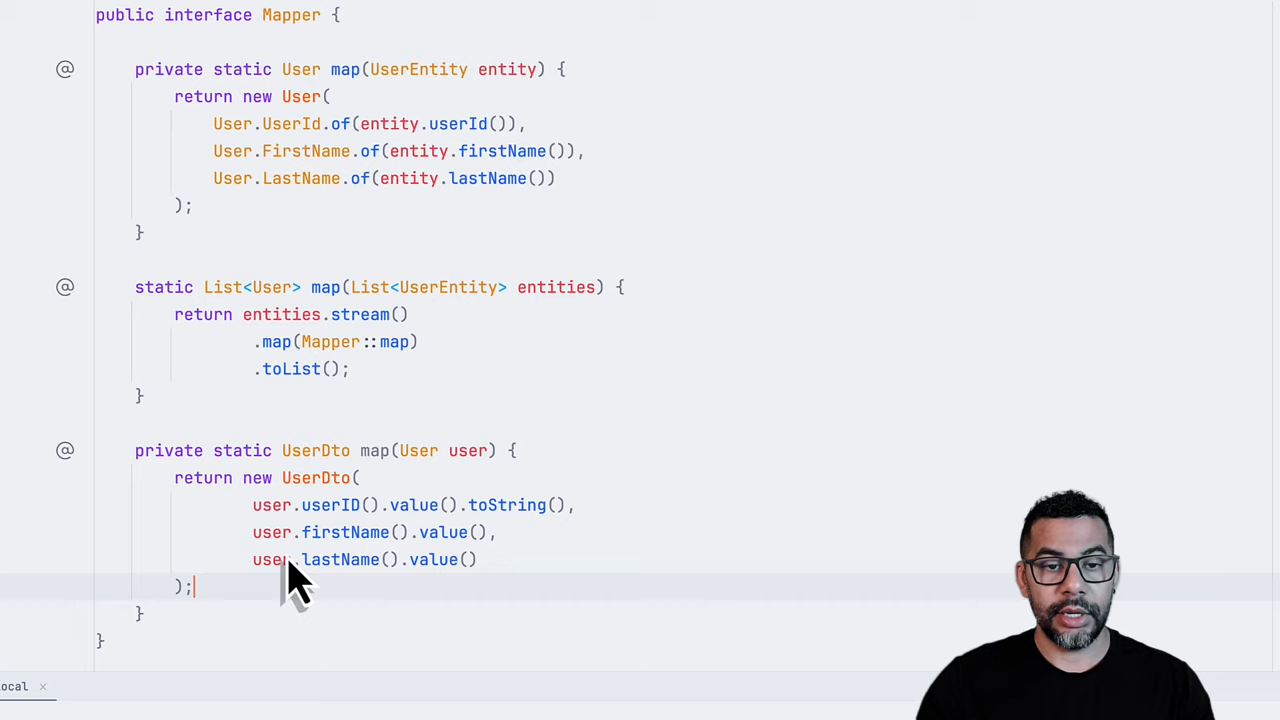 public interface Mapper {
private static User map(UserEntity entity) {
return new User(
User.UserId.of(entity.userId()),
User.FirstName.of(entity.firstName()),
User.LastName.of(entity.lastName())
);
}
static List<User> map(List<UserEntity> entities) {
return entities.stream()
.map(Mapper::map)
.toList();
}
private static UserDto map(User user) {
return new UserDto(
user.userID().value().toString(),
user.firstName().value(),
user.lastName().value()
);
}
}
ocal ×